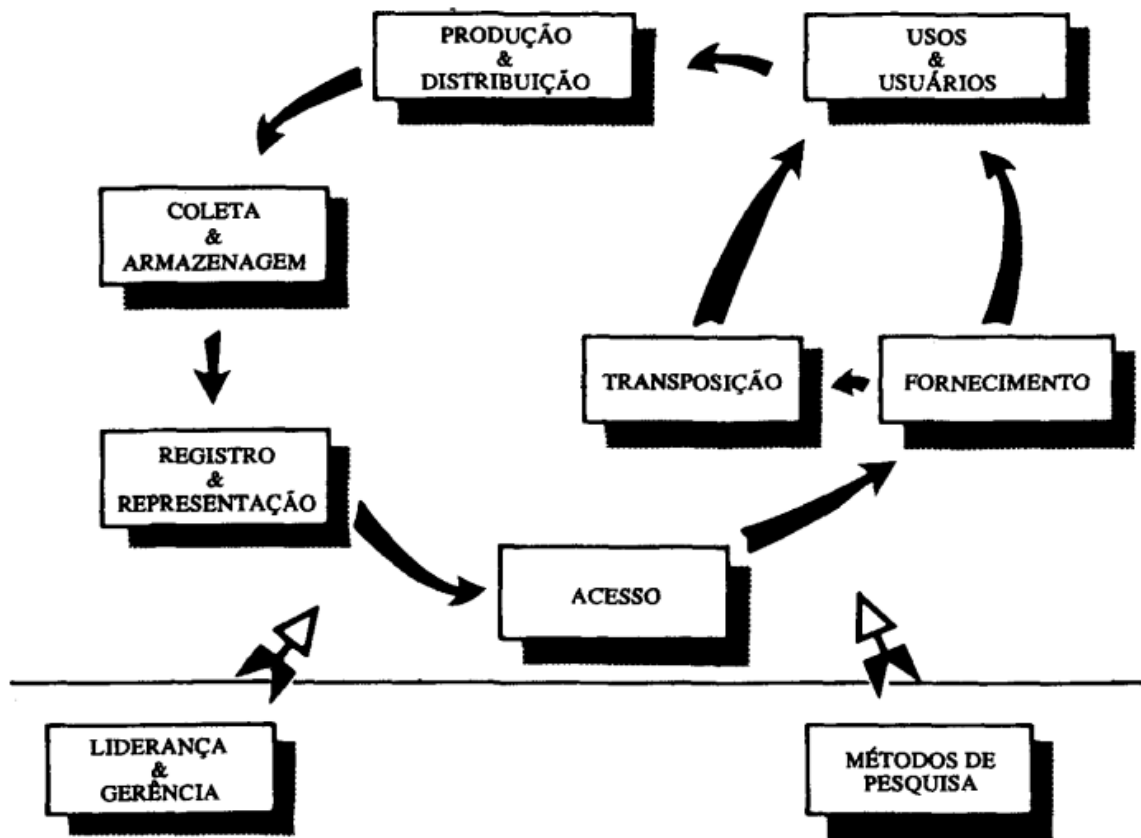 PRODUÇÃO
&
DISTRIBUIÇÃO
USOS
&
USUÁRIOS
COLETA
&
ARMAZENAGEM
TRANSPOSIÇÃO
FORNECIMENTO
REGISTRO
&
REPRESENTAÇÃO
ACESSO
LIDERANÇA
&
GERÊNCIA
MÉTODOS DE
PESQUISA